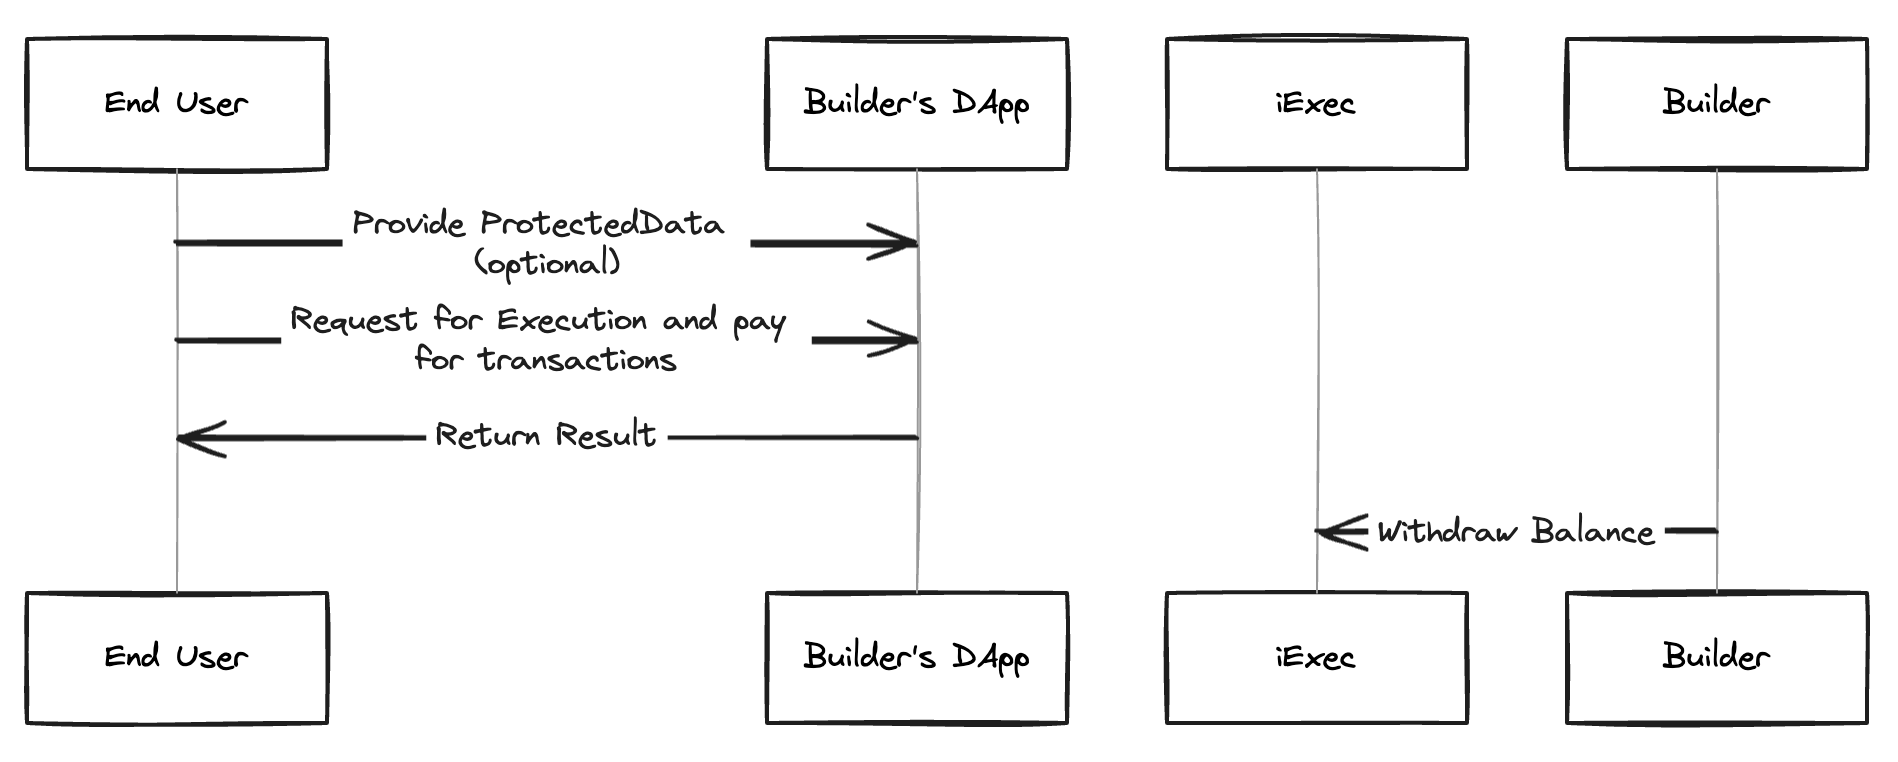 End User
Builder's DApp
iExec
Builder
Provide ProtectedData
(optional)
Request for Execution and pay
for transactions
Return Result
Withdraw Balance
End User
Builder's DApp
iExec
Builder